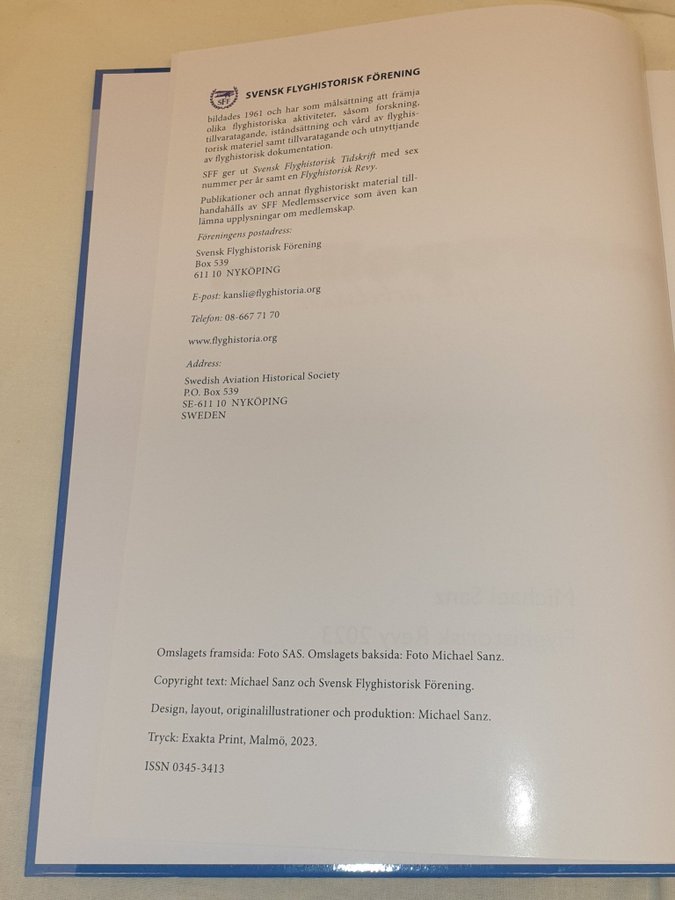 SFF
SVENSK FLYGHISTORISK FÖRENING
bildades 1961 och har som målsättning att främja
olika flyghistoriska aktiviteter, såsom forskning,
tillvaratagande, iståndsättning och vård av flyghis-
torisk materiel samt tillvaratagande och utnyttjande
av flyghistorisk dokumentation.
SFF ger ut Svensk Flyghistorisk Tidskrift med sex
nummer per år samt en Flyghistorisk Revy.
Publikationer och annat flyghistoriskt material till-
handahålls av SFF Medlemsservice som även kan
lämna upplysningar om medlemskap.
Föreningens postadress:
Svensk Flyghistorisk Förening
Box 539
611 10 NYKÖPING
E-post: kansli@flyghistoria.org
Telefon: 08-667 71 70
www.flyghistoria.org
Address:
Swedish Aviation Historical Society
P.O. Box 539
SE-611 10 NYKÖPING
SWEDEN
Michael Sanz
Flyghistorisk Revy 2023
Omslagets framsida: Foto SAS. Omslagets baksida: Foto Michael Sanz.
Copyright text: Michael Sanz och Svensk Flyghistorisk Förening.
Design, layout, originalillustrationer och produktion: Michael Sanz.
Tryck: Exakta Print, Malmö, 2023.
ISSN 0345-3413